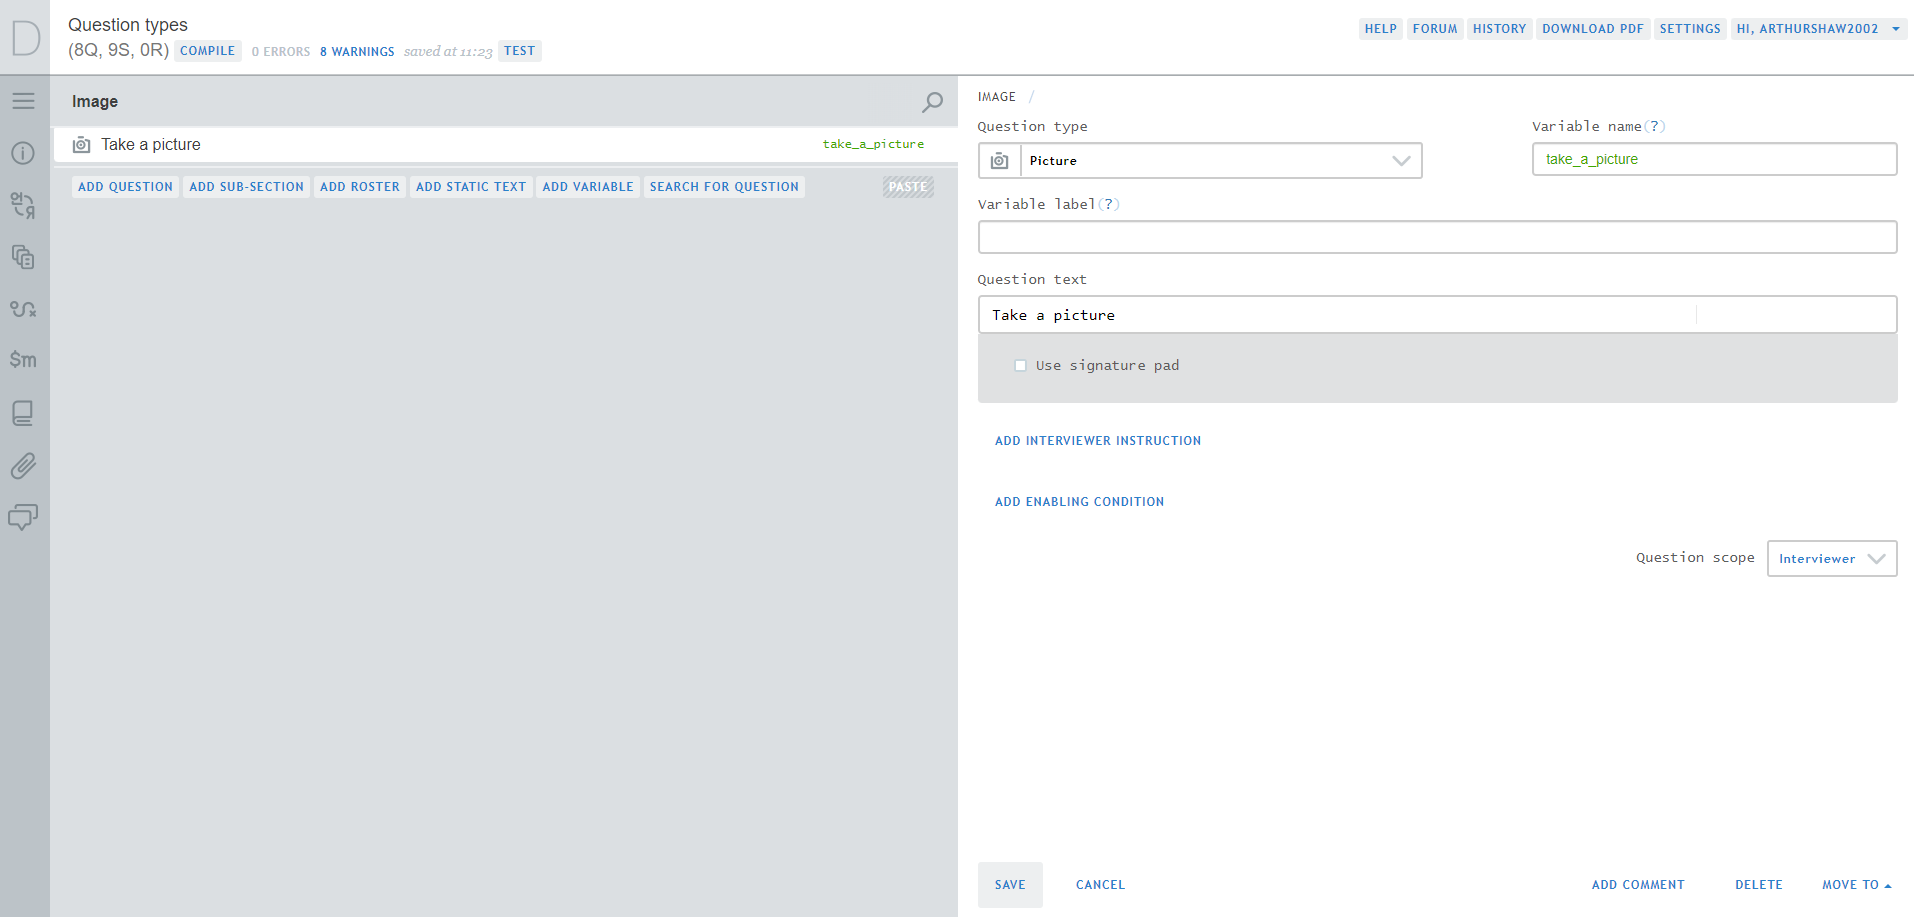 D
Question types
(8Q, 9S, 0R) COMPILE 0 ERRORS 8 WARNINGS saved at 11:23 TEST
HELP FORUM HISTORY DOWNLOAD PDF SETTINGS HI, ARTHURSHAW2002
Image
Take a picture take_a_picture
ADD QUESTION ADD SUB-SECTION ADD ROSTER ADD STATIC TEXT ADD VARIABLE SEARCH FOR QUESTION PASTE
$m
IMAGE /
Question type Variable name(?)
Picture take_a_picture
Variable label(?)
Question text
Take a picture
Use signature pad
ADD INTERVIEWER INSTRUCTION
ADD ENABLING CONDITION
Question scope Interviewer
SAVE CANCEL ADD COMMENT DELETE MOVE TO